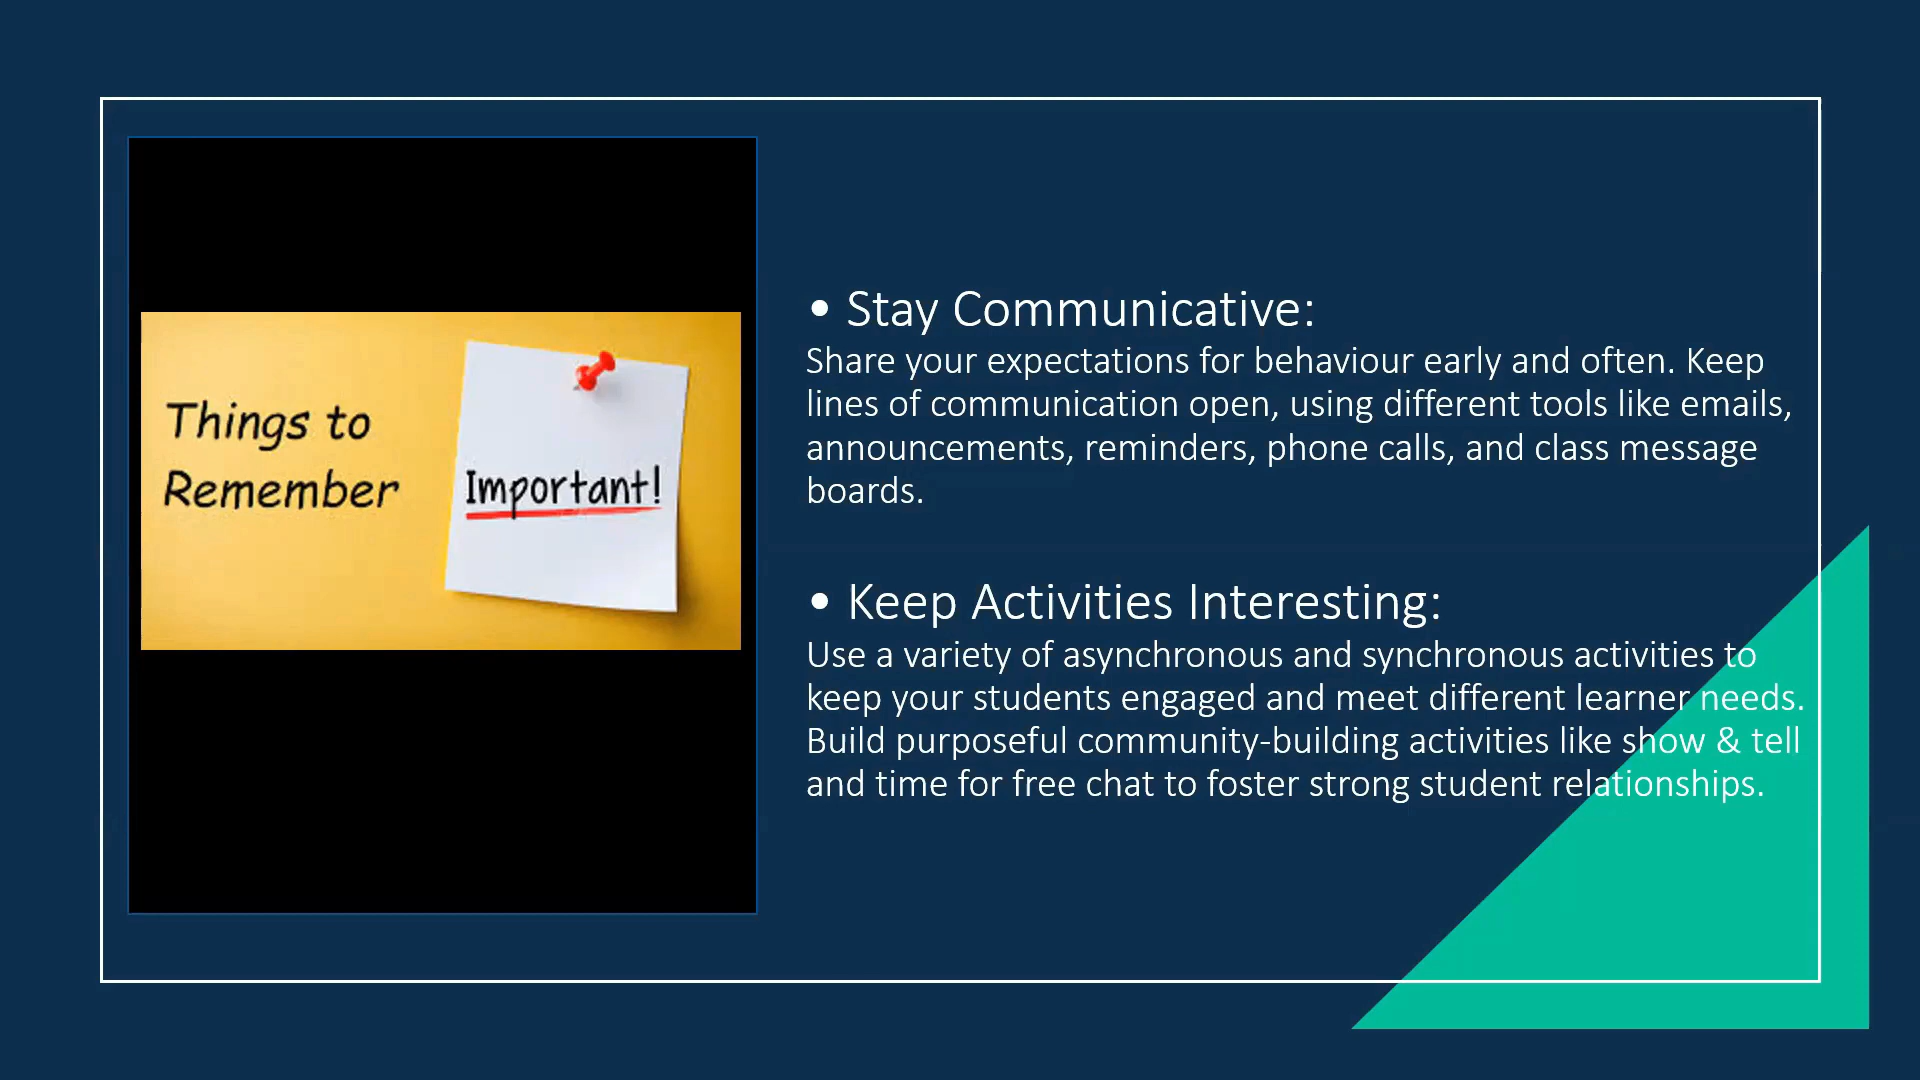 Things to
Remember
Important!
• Stay Communicative:
Share your expectations for behaviour early and often. Keep
lines of communication open, using different tools like emails,
announcements, reminders, phone calls, and class message
boards.
• Keep Activities Interesting:
Use a variety of asynchronous and synchronous activities to
keep your students engaged and meet different learner needs.
Build purposeful community-building activities like show & tell
and time for free chat to foster strong student relationships.